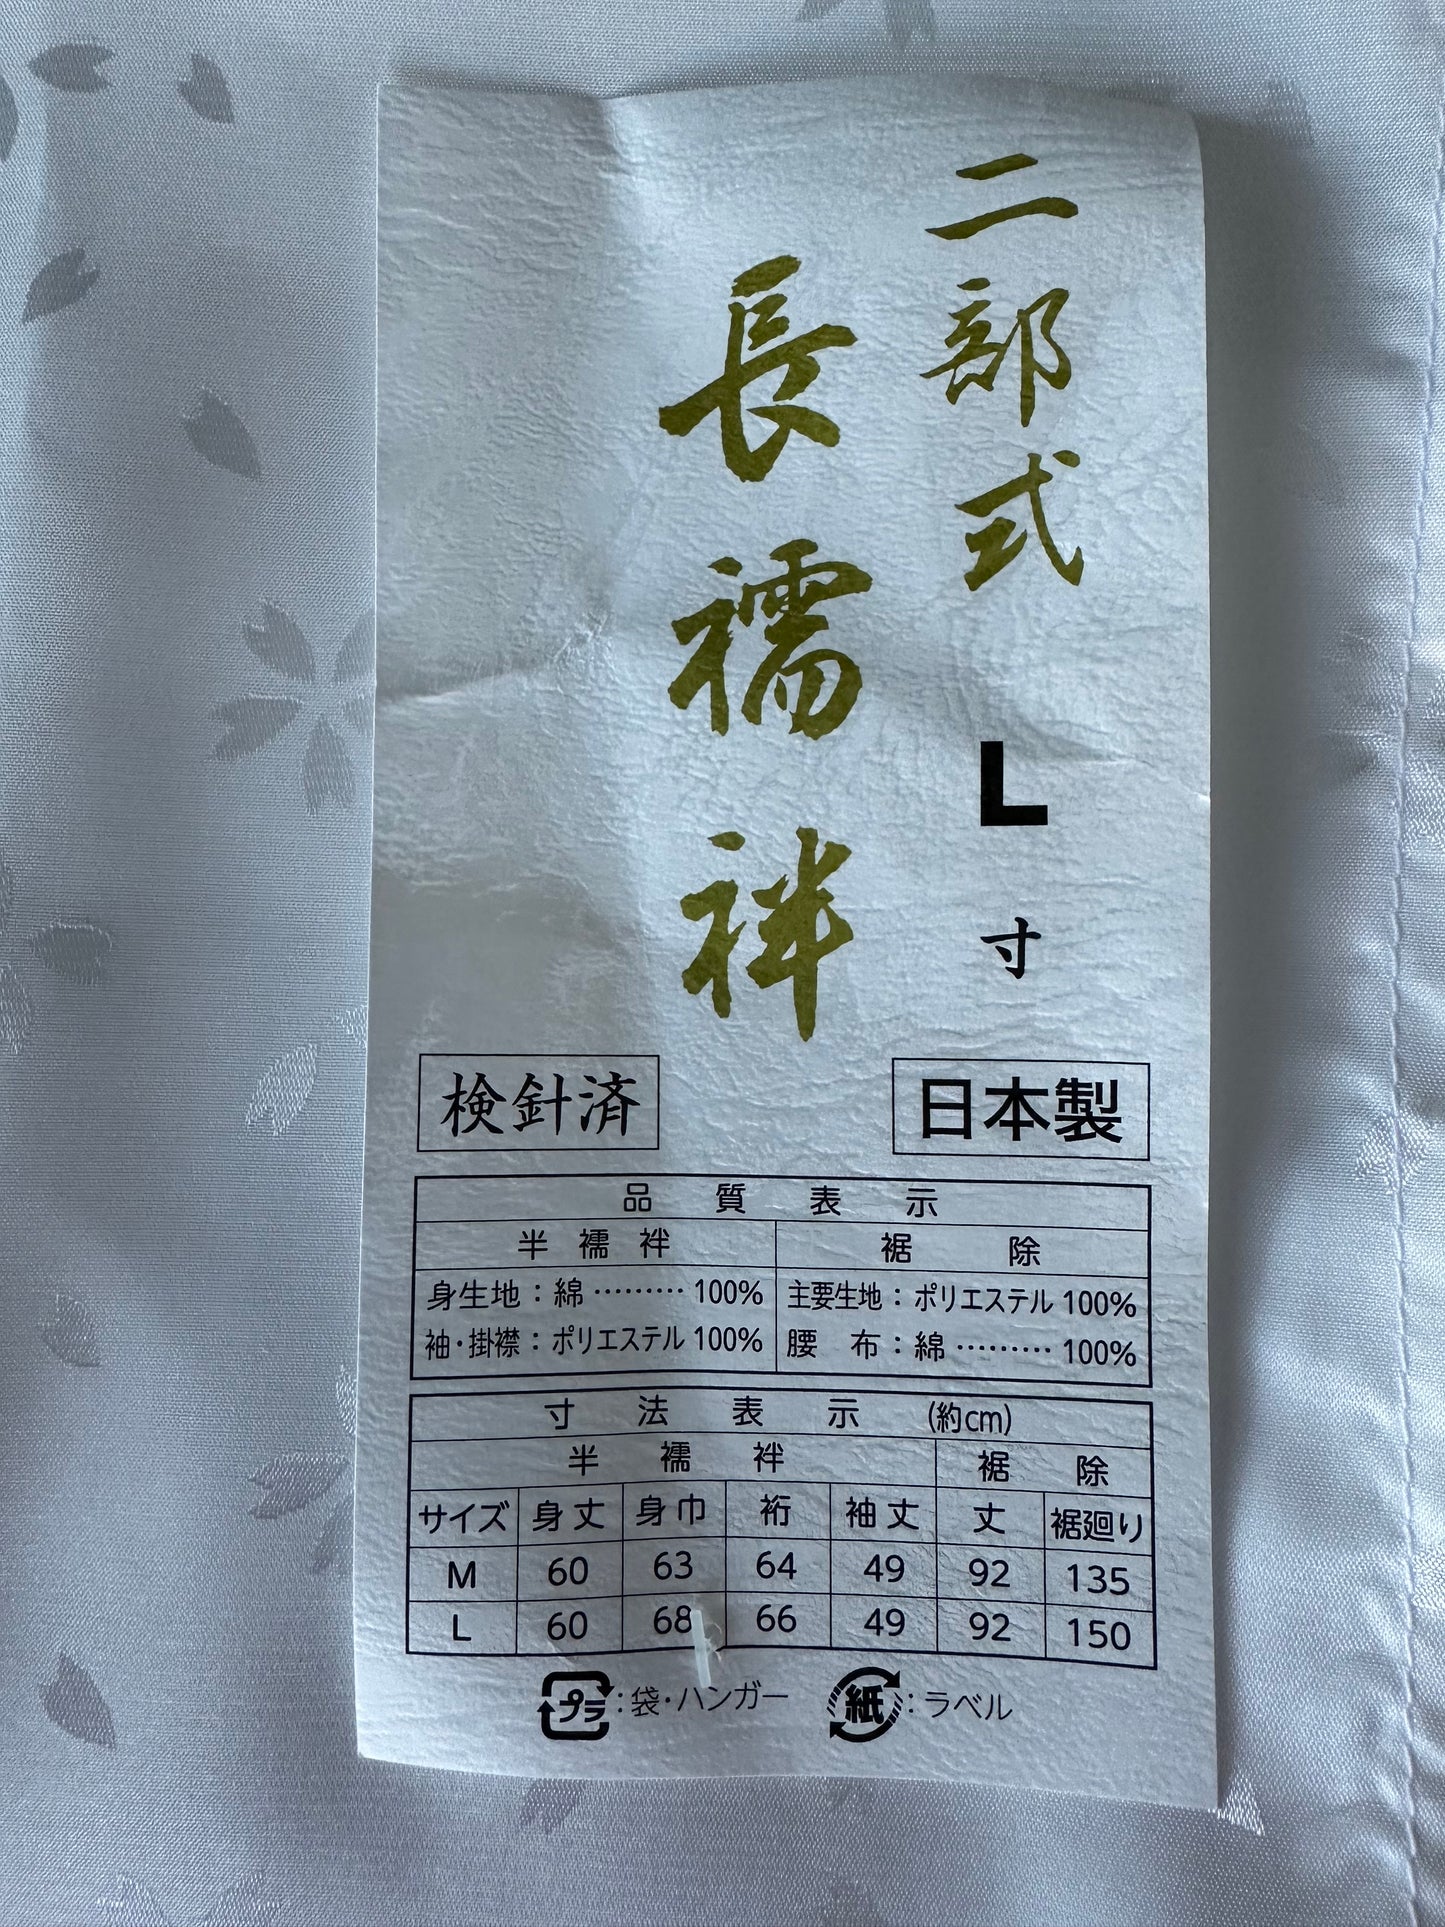 二部式 L 寸
長襦袢
検針済
日本製
品質表示
半襦袢 裾除
身生地：綿………100% 主要生地：ポリエステル 100%
袖・掛襟：ポリエステル 100% 腰布：綿………100%
寸法表示 (約cm)
半襦袢 裾除
サイズ 身丈 身巾 裄 袖丈 丈 裾廻り
M 60 63 64 49 92 135
L 60 68 66 49 92 150
プラ：袋・ハンガー 紙：ラベル